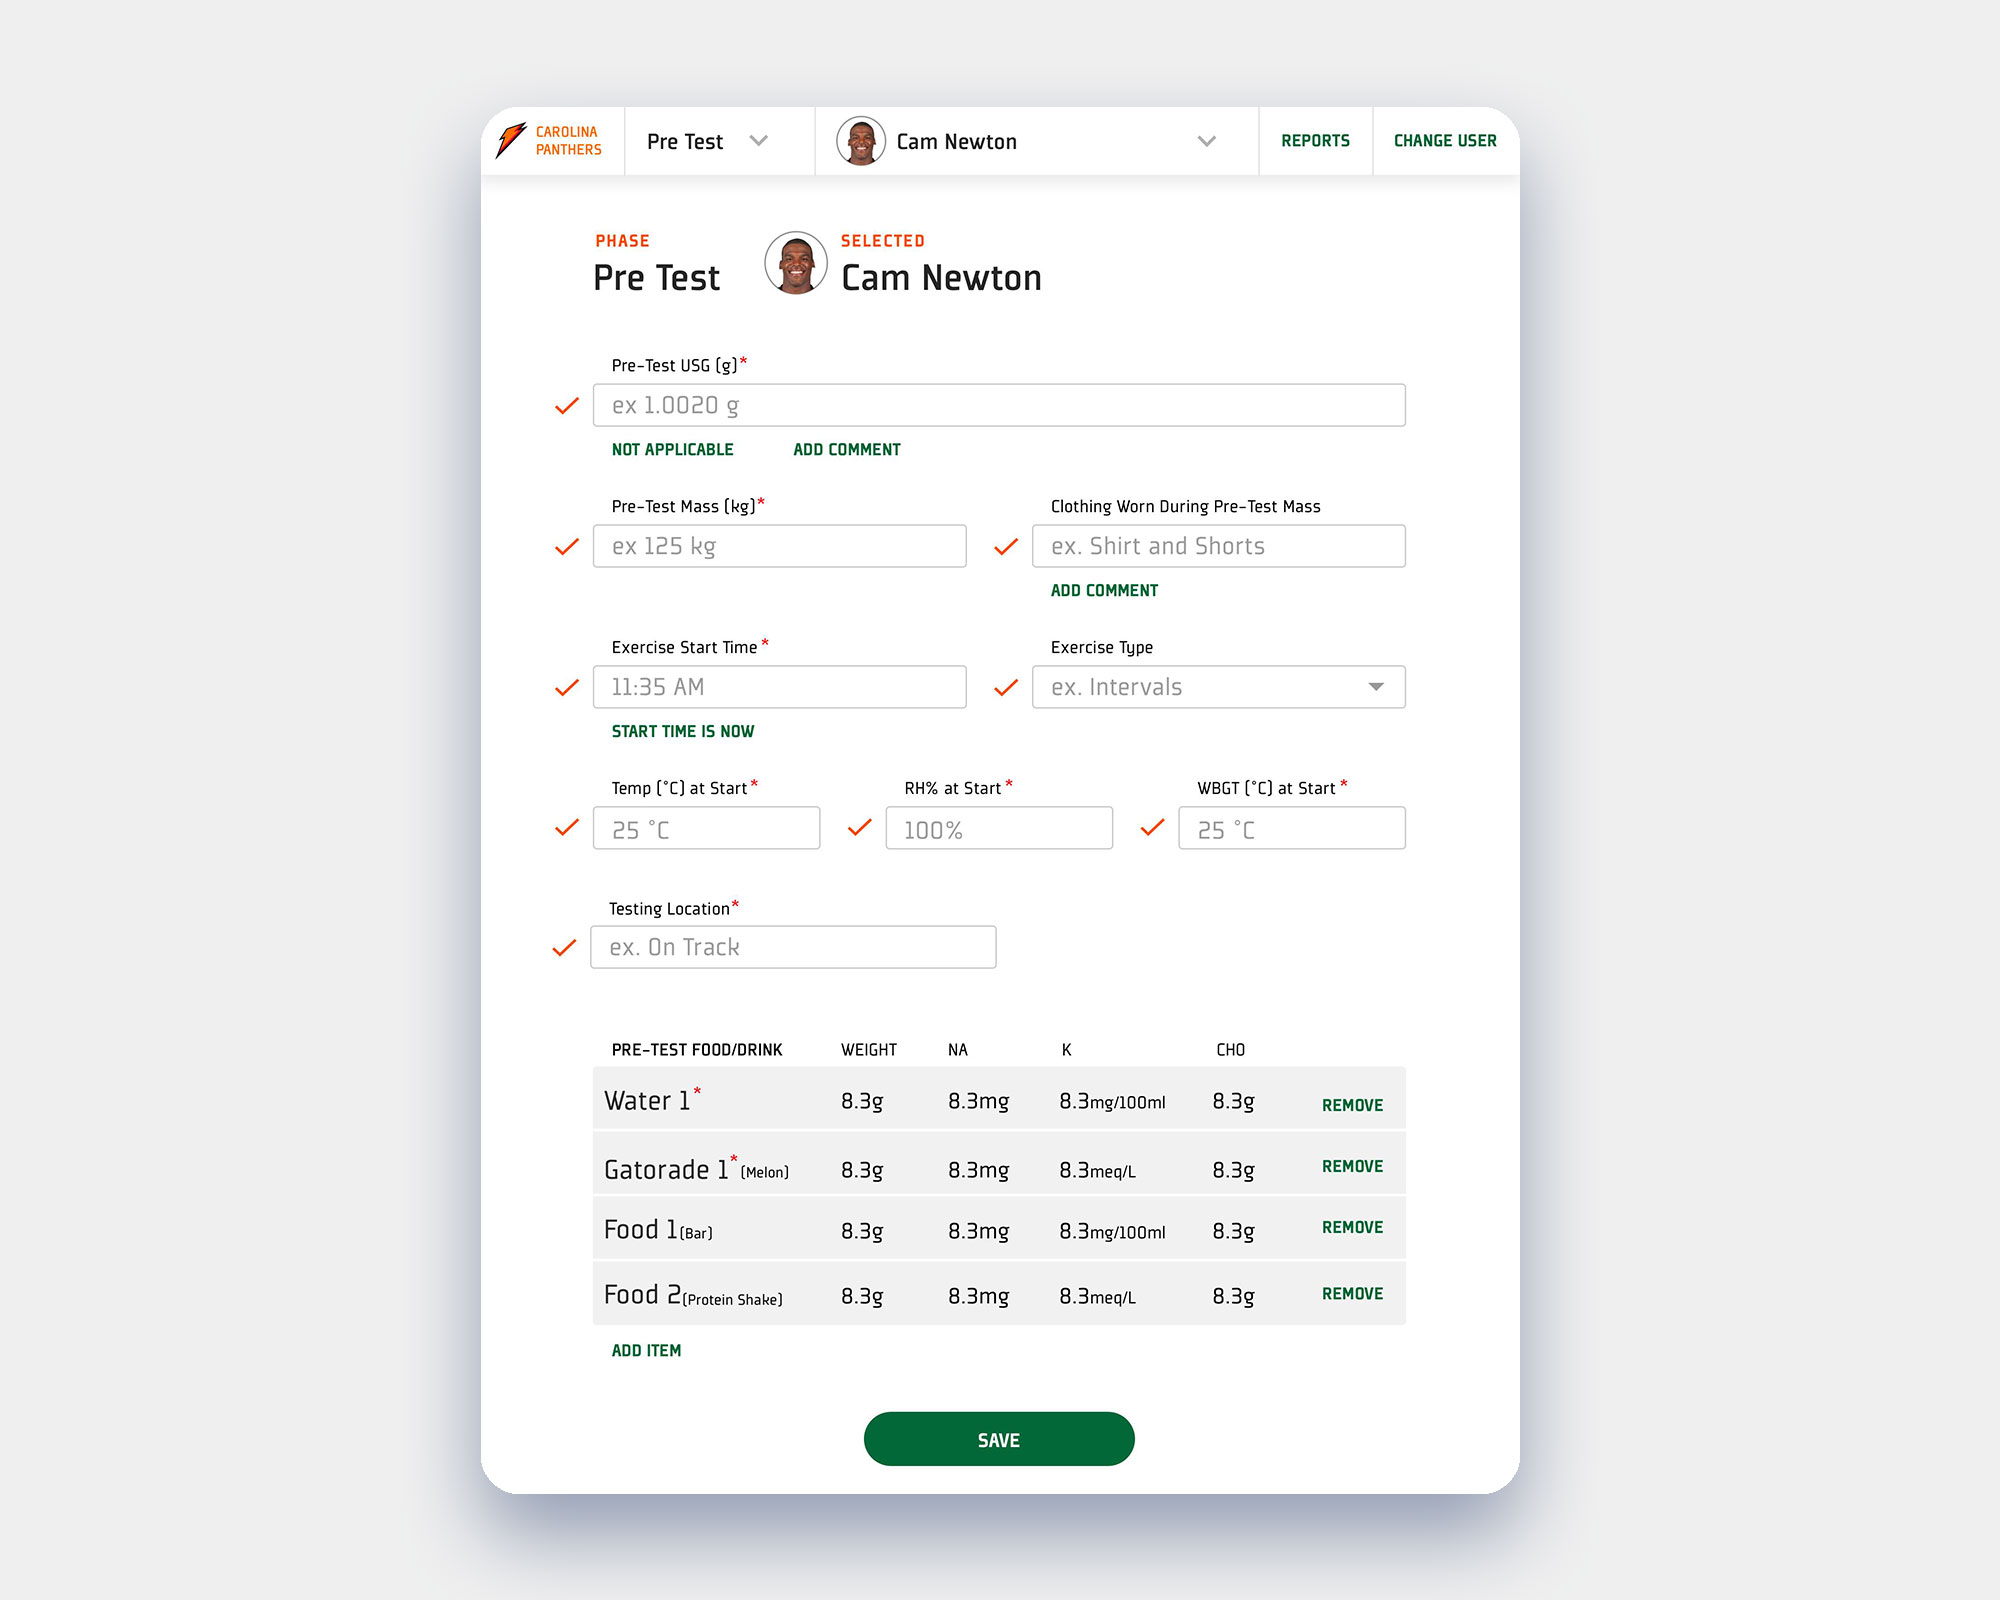 CAROLINA
PANTHERS
Pre Test
Cam Newton
REPORTS
CHANGE USER
PHASE
Pre Test
SELECTED
Cam Newton
Pre-Test USG (g)*
ex 1.0020 g
NOT APPLICABLE ADD COMMENT
Pre-Test Mass (kg)*
ex 125 kg
Clothing Worn During Pre-Test Mass
ex. Shirt and Shorts
ADD COMMENT
Exercise Start Time *
11:35 AM
START TIME IS NOW
Exercise Type
ex. Intervals
Temp (°C) at Start *
25 °C
RH% at Start *
100%
WBGT (°C) at Start *
25 °C
Testing Location*
ex. On Track
PRE-TEST FOOD/DRINK WEIGHT NA K CHO
Water 1* 8.3g 8.3mg 8.3mg/100ml 8.3g REMOVE
Gatorade 1* (Melon) 8.3g 8.3mg 8.3meq/L 8.3g REMOVE
Food 1(Bar) 8.3g 8.3mg 8.3mg/100ml 8.3g REMOVE
Food 2(Protein Shake) 8.3g 8.3mg 8.3meq/L 8.3g REMOVE
ADD ITEM
SAVE